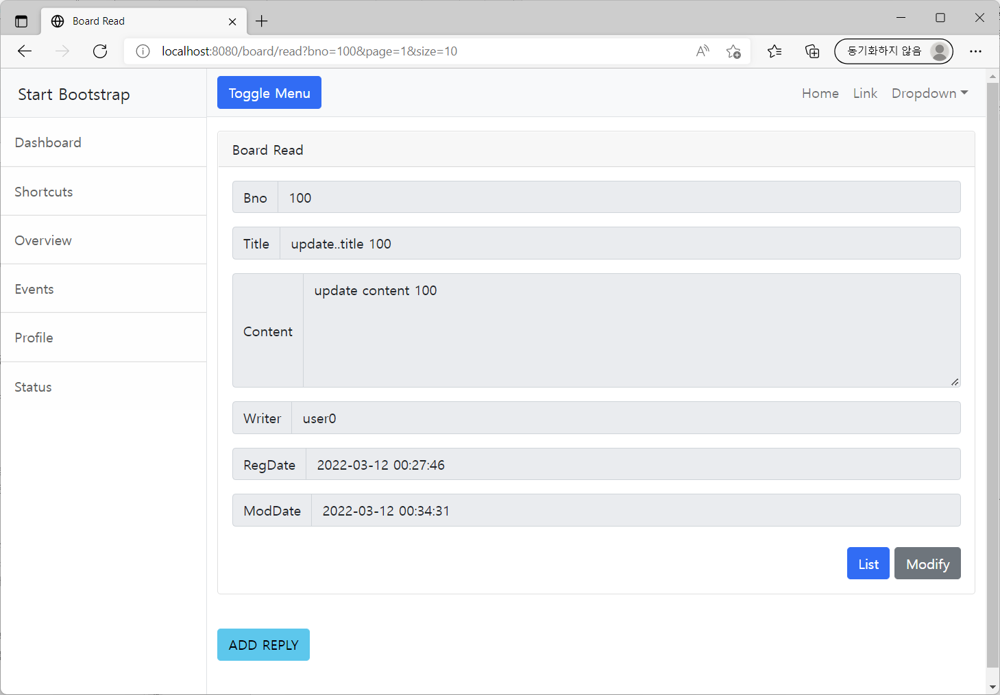 Board Read
localhost:8080/board/read?bno=100&page=1&size=10
동기화하지 않음
Start Bootstrap
Toggle Menu
Home Link Dropdown
Dashboard
Shortcuts
Overview
Events
Profile
Status
Board Read
Bno 100
Title update..title 100
Content update content 100
Writer user0
RegDate 2022-03-12 00:27:46
ModDate 2022-03-12 00:34:31
List Modify
ADD REPLY